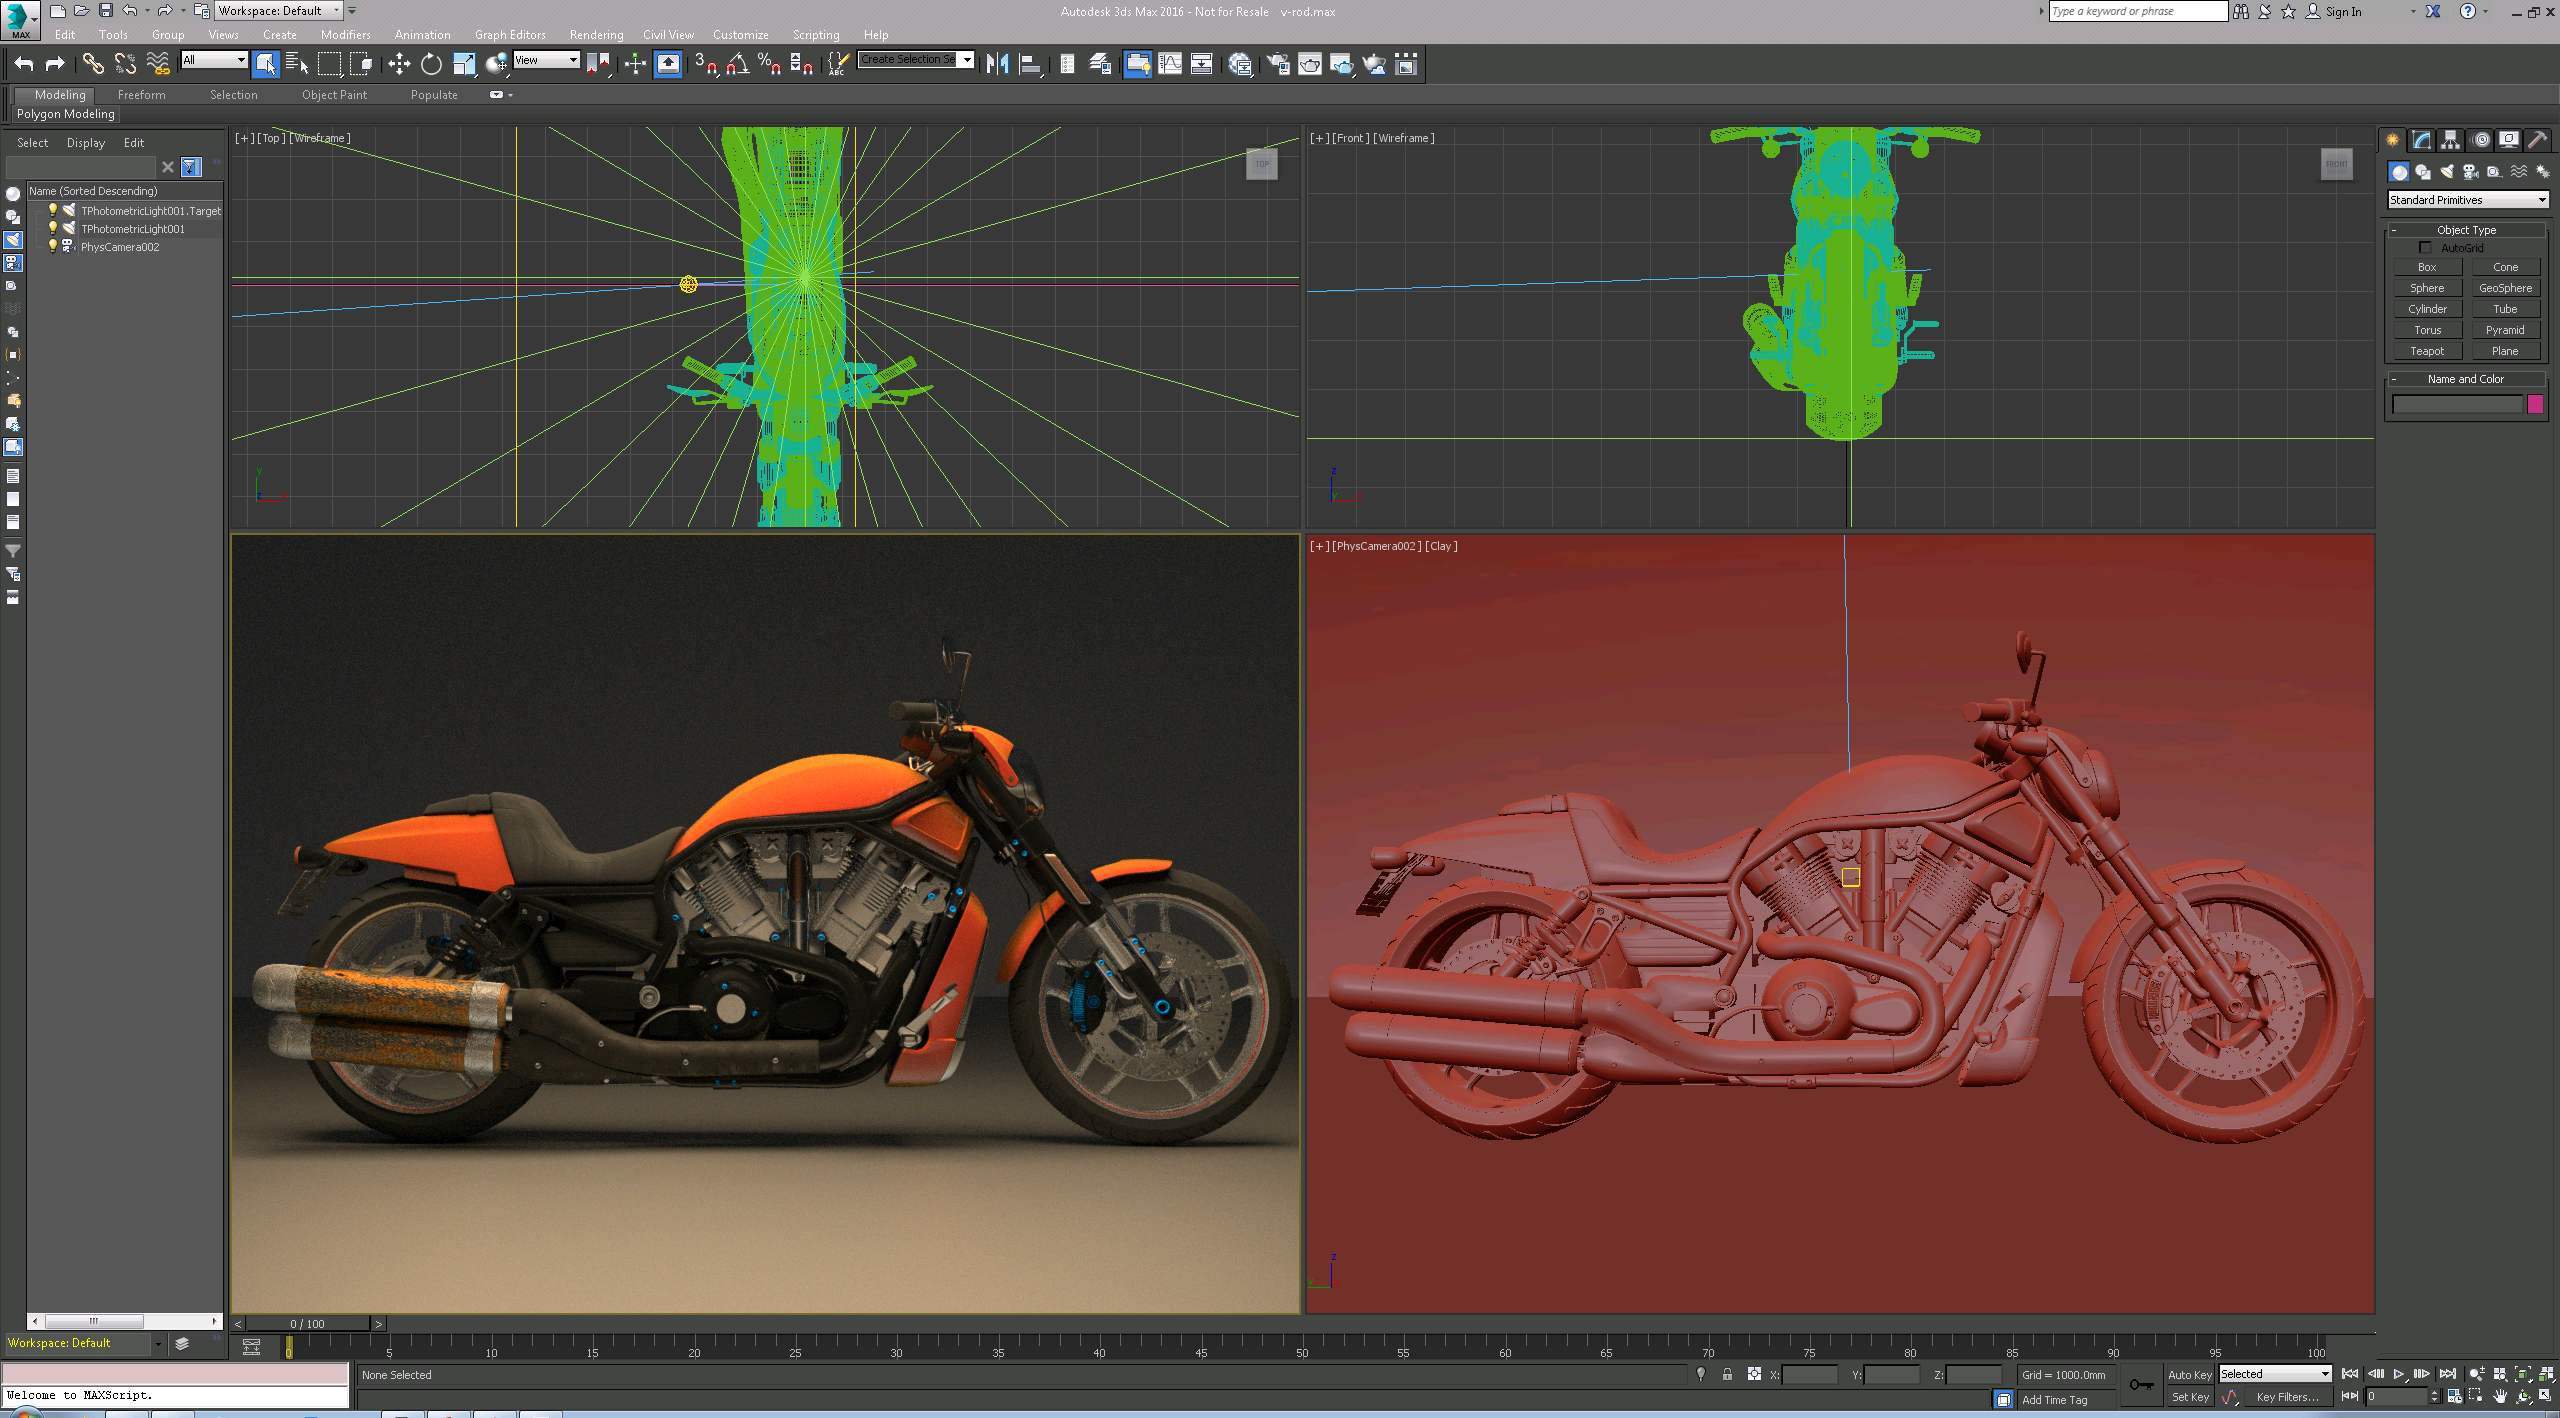 Workspace: Default
Autodesk 3ds Max 2016 - Not for Resale   v-rod.max
Type a keyword or phrase
Sign In
MAX
Edit Tools Group Views Create Modifiers Animation Graph Editors Rendering Civil View Customize Scripting Help
All
View
3
ABC
Create Selection Se
Modeling Freeform Selection Object Paint Populate
Polygon Modeling
Select Display Edit
Name (Sorted Descending)
TPhotometricLight001.Target
TPhotometricLight001
PhysCamera002
[+] [Top] [Wireframe]
TOP
y
z
[+] [Front] [Wireframe]
FRONT
z
y
[+] [PhysCamera002] [Clay]
z
y
Standard Primitives
- Object Type
AutoGrid
Box Cone
Sphere GeoSphere
Cylinder Tube
Torus Pyramid
Teapot Plane
- Name and Color
< 0 / 100 >
Workspace: Default
0 5 10 15 20 25 30 35 40 45 50 55 60 65 70 75 80 85 90 95 100
None Selected
X: Y: Z:
Grid = 1000.0mm
Auto Key
Selected
Welcome to MAXScript.
Add Time Tag
Set Key
Key Filters...
0